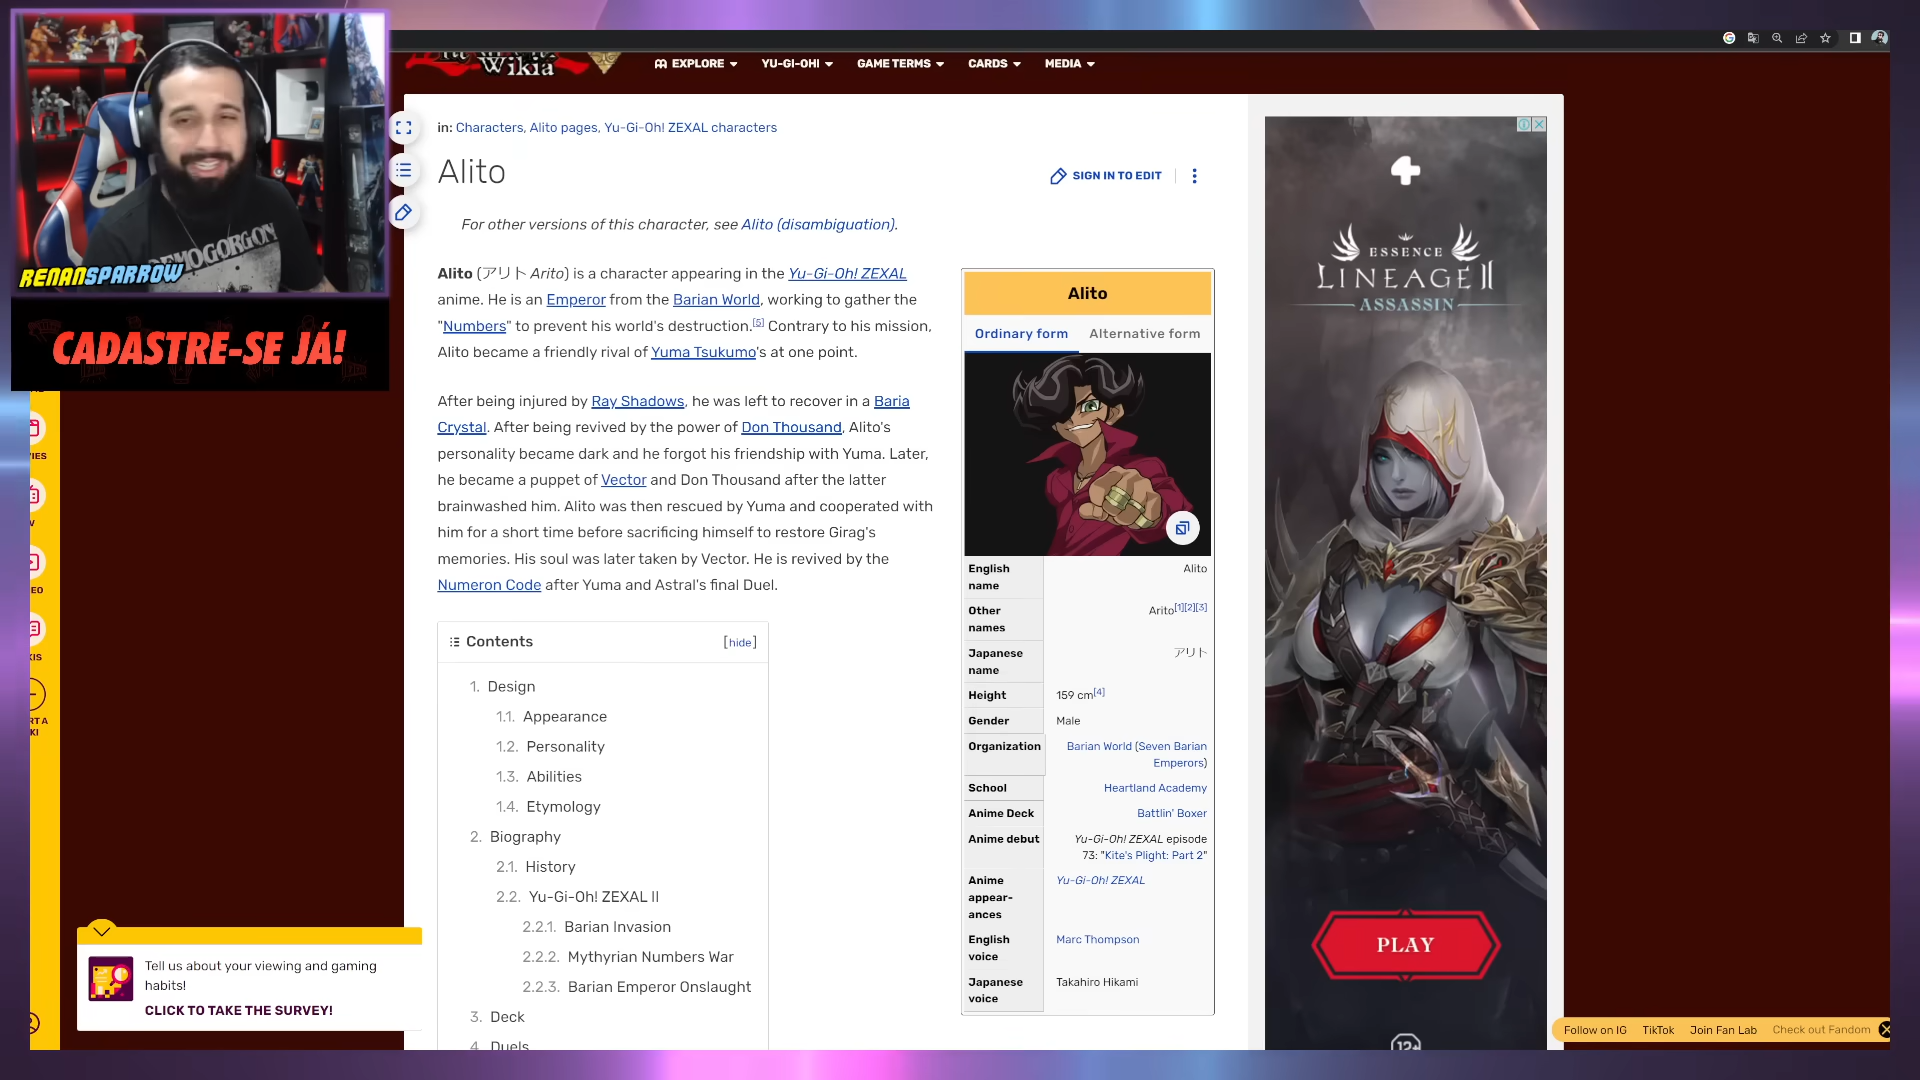 Wikia
EXPLORE
YU-GI-OH!
GAME TERMS
CARDS
MEDIA
DEMOGORGON
RENANSPARROW
CADASTRE-SE JÁ!
in: Characters, Alito pages, Yu-Gi-Oh! ZEXAL characters
Alito
SIGN IN TO EDIT
For other versions of this character, see Alito (disambiguation).
Alito (アリト Arito) is a character appearing in the Yu-Gi-Oh! ZEXAL
anime. He is an Emperor from the Barian World, working to gather the
"Numbers" to prevent his world's destruction.[5] Contrary to his mission,
Alito became a friendly rival of Yuma Tsukumo's at one point.
After being injured by Ray Shadows, he was left to recover in a Baria
Crystal. After being revived by the power of Don Thousand, Alito's
personality became dark and he forgot his friendship with Yuma. Later,
he became a puppet of Vector and Don Thousand after the latter
brainwashed him. Alito was then rescued by Yuma and cooperated with
him for a short time before sacrificing himself to restore Girag's
memories. His soul was later taken by Vector. He is revived by the
Numeron Code after Yuma and Astral's final Duel.
Contents [hide]
1. Design
1.1. Appearance
1.2. Personality
1.3. Abilities
1.4. Etymology
2. Biography
2.1. History
2.2. Yu-Gi-Oh! ZEXAL II
2.2.1. Barian Invasion
2.2.2. Mythyrian Numbers War
2.2.3. Barian Emperor Onslaught
3. Deck
4. Duels
Alito
Ordinary form
Alternative form
English name
Alito
Other names
Arito[1][2][3]
Japanese name
アリト
Height
159 cm[4]
Gender
Male
Organization
Barian World (Seven Barian
Emperors)
School
Heartland Academy
Anime Deck
Battlin' Boxer
Anime debut
Yu-Gi-Oh! ZEXAL episode
73: "Kite's Plight: Part 2"
Anime appear-
ances
Yu-Gi-Oh! ZEXAL
English voice
Marc Thompson
Japanese voice
Takahiro Hikami
ESSENCE
LINEAGE II
ASSASSIN
PLAY
12+
VIES
V
EO
KIS
RT A
KI
Tell us about your viewing and gaming
habits!
CLICK TO TAKE THE SURVEY!
Follow on IG
TikTok
Join Fan Lab
Check out Fandom